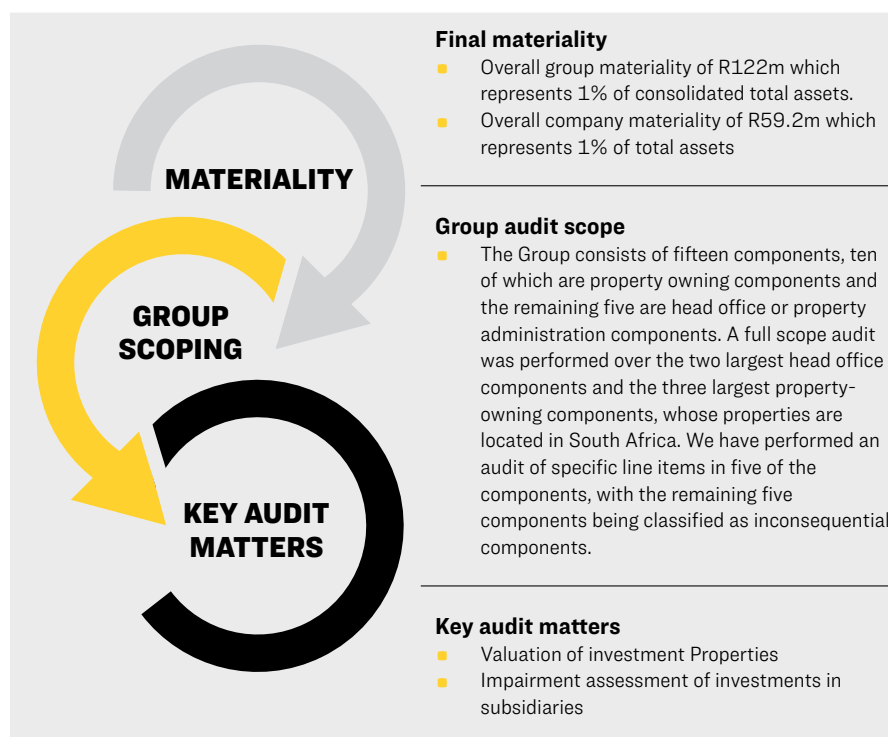 MATERIALITY
GROUP
SCOPING
KEY AUDIT
MATTERS
Final materiality
Overall group materiality of R122m which
represents 1% of consolidated total assets.
Overall company materiality of R59.2m which
represents 1% of total assets
Group audit scope
The Group consists of fifteen components, ten
of which are property owning components and
the remaining five are head office or property
administration components. A full scope audit
was performed over the two largest head office
components and the three largest property-
owning components, whose properties are
located in South Africa. We have performed an
audit of specific line items in five of the
components, with the remaining five
components being classified as inconsequential
components.
Key audit matters
Valuation of investment Properties
Impairment assessment of investments in
subsidiaries